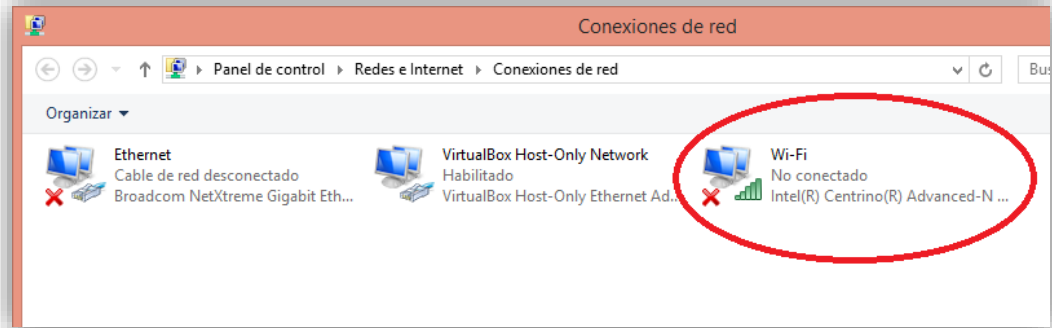 Conexiones de red
Panel de control Redes e Internet Conexiones de red
Bus
Organizar
Ethernet
Cable de red desconectado
Broadcom NetXtreme Gigabit Eth...
VirtualBox Host-Only Network
Habilitado
VirtualBox Host-Only Ethernet Ad...
Wi-Fi
No conectado
Intel(R) Centrino(R) Advanced-N ...